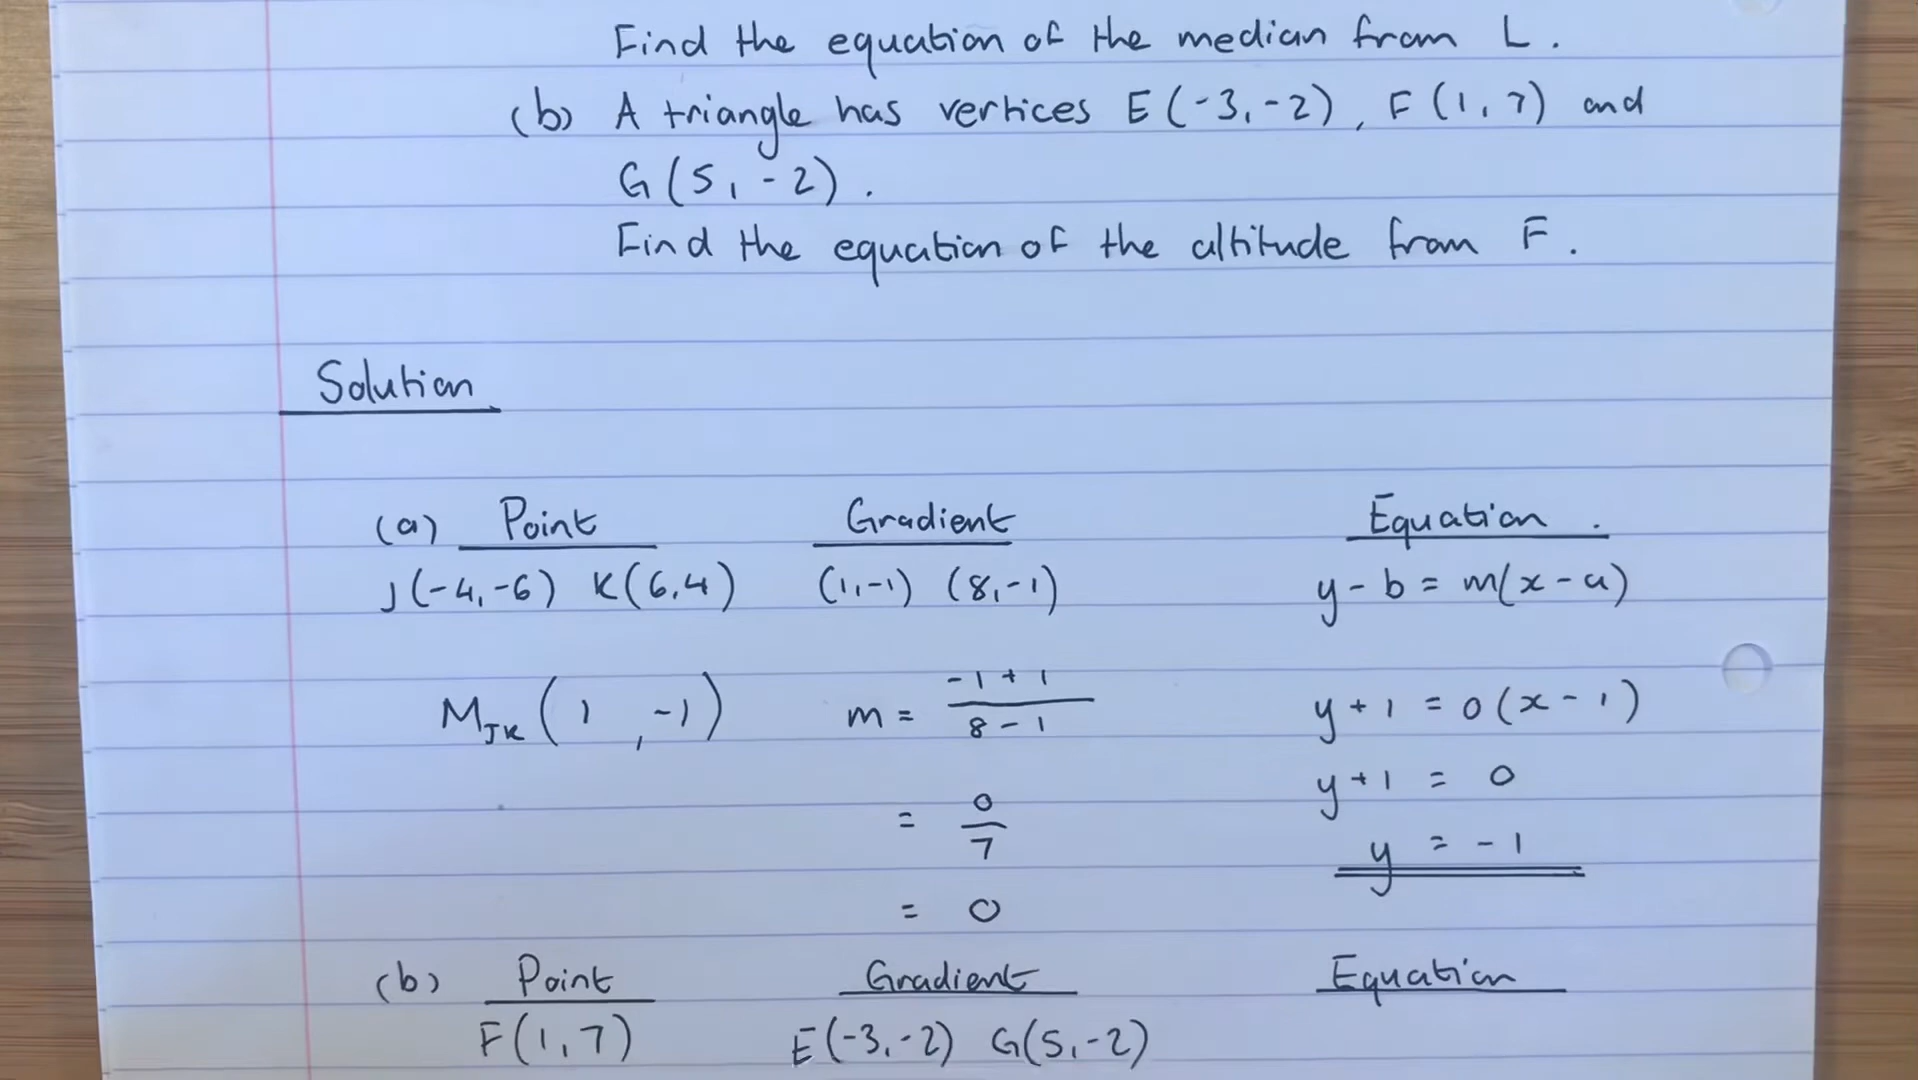 Find the equation of the median from L.
(b) A triangle has vertices E(-3,-2), F(1,7) and
G(5,-2).
Find the equation of the altitude from F.
Solution
(a) Point Gradient Equation.
J(-4,-6) K(6,4) (1,-1) (8,-1) y-b = m(x-a)
M_JK (1, -1) m = (-1+1)/(8-1) y+1 = 0(x-1)
= 0/7 y+1 = 0
= 0 y = -1
(b) Point Gradient Equation
F(1,7) E(-3,-2) G(5,-2)